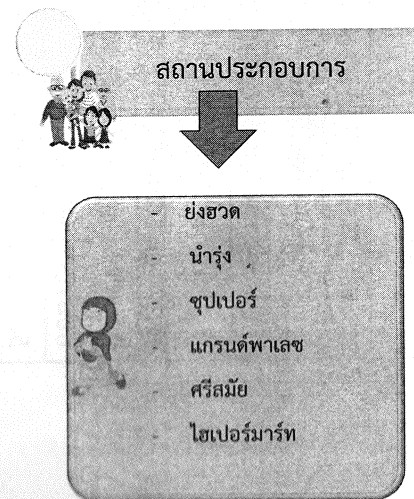 สถานประกอบการ
- ย่งฮวด
- นำรุ่ง
- ซุปเปอร์
- แกรนด์พาเลซ
- ศรีสมัย
- ไฮเปอร์มาร์ท